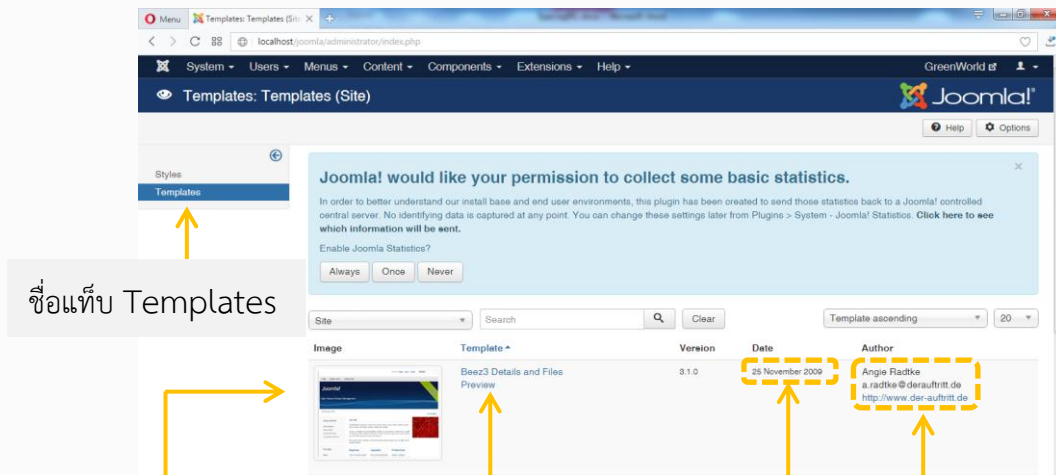 Menu
Templates: Templates (Sit
localhost/joomla/administrator/index.php
System Users Menus Content Components Extensions Help GreenWorld
Templates: Templates (Site) Joomla!
Help Options
Styles
Templates
Joomla! would like your permission to collect some basic statistics.
In order to better understand our install base and end user environments, this plugin has been created to send those statistics back to a Joomla! controlled
central server. No identifying data is captured at any point. You can change these settings later from Plugins > System - Joomla! Statistics. Click here to see
which information will be sent.
Enable Joomla Statistics?
Always Once Never
ชื่อแท็บ Templates
Site Search Clear Template ascending 20
Image Template Version Date Author
Beez3 Details and Files 3.1.0 25 November 2009 Angie Radtke
Preview a.radtke@derauftritt.de
http://www.der-auftritt.de